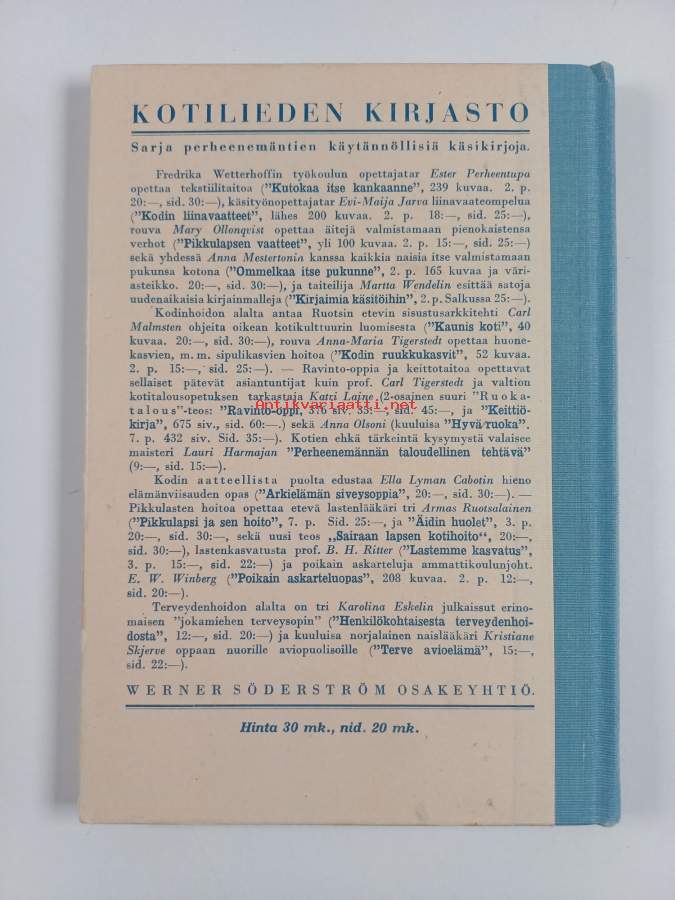 KOTILIEDEN KIRJASTO
Sarja perheenemäntien käytännöllisiä käsikirjoja.
Fredrika Wetterhoffin työkoulun opettajatar Ester Perheentupa
opettaa tekstiilitaitoa ("Kutokaa itse kankaanne", 239 kuvaa. 2. p.
20:—, sid. 30:—), käsityönopettajatar Evi-Maija Jarva liinavaateompelua
("Kodin liinavaatteet", lähes 200 kuvaa. 2. p. 18:—, sid. 25:—),
rouva Mary Ollonqvist opettaa äitejä valmistamaan pienokaistensa
verhot ("Pikkulapsen vaatteet", yli 100 kuvaa. 2. p. 15:—, sid. 25:—)
sekä yhdessä Anna Mestertonia kanssa kaikkia naisia itse valmistamaan
pukunsa kotona ("Ommelkaa itse pukunne", 2. p. 165 kuvaa ja väri-
asteikko. 20:—, sid. 30:—), ja taiteilija Martta Wendelin esittää satoja
uudenaikaisia kirjainmalleja ("Kirjaimia käsitöihin", 2. p. Salkussa 25:—).
Kodinhoidon alalta antaa Ruotsin etevin sisustusarkkitehti Carl
Malmsten ohjeita oikean kotikulttuurin luomisesta ("Kaunis koti", 40
kuvaa. 20:—, sid. 30:—), rouva Anna-Maria Tigerstedt opettaa huone-
kasvien, m. m. sipulikasvien hoitoa ("Kodin ruukkukasvit", 52 kuvaa.
2. p. 15:—, sid. 25:—). — Ravinto-oppia ja keittotaitoa opettavat
sellaiset pätevät asiantuntijat kuin prof. Carl Tigerstedt ja valtion
kotitalousopetuksen tarkastaja Katri Laine (2-osainen suuri "Ruoka-
talous"-teos: "Ravinto-oppi, 376 siv. 35:—, sid. 45:—, ja "Keittiö-
kirja", 675 siv., sid. 60:—.) sekä Anna Olsoni (kuuluisa "Hyvä ruoka".
7. p. 432 siv. Sid. 35:—). Kotien ehkä tärkeintä kysymystä valaisee
maisteri Lauri Harmajan "Perheenemännän taloudellinen tehtävä"
(9:—, sid. 15:—).
Kodin aatteellista puolta edustaa Ella Lyman Cabotin hieno
elämänviisauden opas ("Arkielämän siveysoppia", 20:—, sid. 30:—). —
Pikkulasten hoitoa opettaa etevä lastenlääkäri tri Armas Ruotsalainen
("Pikkulapsi ja sen hoito", 7. p. Sid. 25:—, ja "Äidin huolet", 3. p.
20:—, sid. 30:—, sekä uusi teos „Sairaan lapsen kotihoito" 20:—,
sid. 30:—), lastenkasvatusta prof. B. H. Ritter ("Lastemme kasvatus",
3. p. 15:—, sid. 22:—) ja poikain askarteluja ammattikoulunjoht.
E. W. Winberg ("Poikain askarteluopas", 208 kuvaa. 2. p. 12:—,
sid. 20:—).
Terveydenhoidon alalta on tri Karolina Eskelin julkaissut erino-
maisen "jokamiehen terveysopin" ("Henkilökohtaisesta terveydenhoi-
dosta", 12:—, sid. 20:—) ja kuuluisa norjalainen naislääkäri Kristiane
Skjerve oppaan nuorille aviopuolisoille ("Terve avioelämä", 15:—,
sid. 22:—).
WERNER SÖDERSTRÖM OSAKEYHTIÖ.
Hinta 30 mk., nid. 20 mk.
Antikvariaatti.net